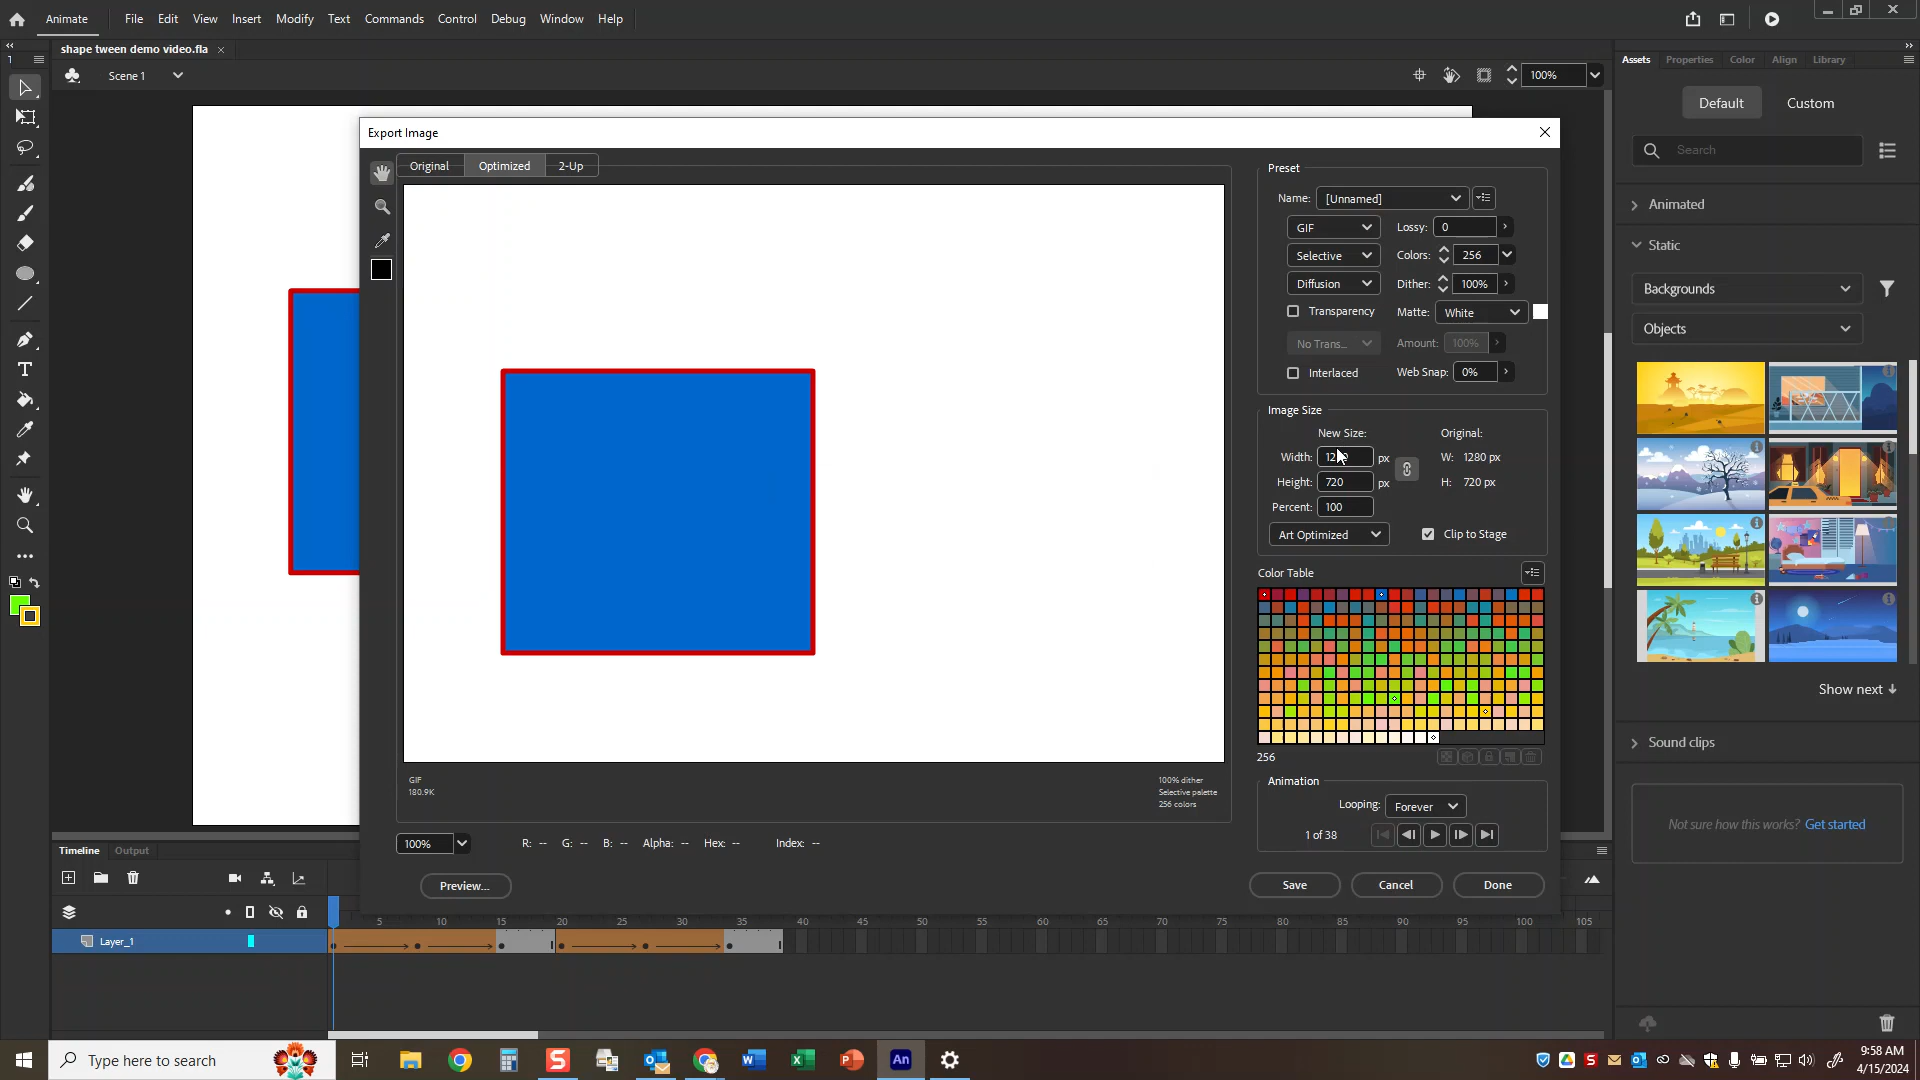 Animate File Edit View Insert Modify Text Commands Control Debug Window Help
shape tween demo video.fla
1
Scene 1
100%
Assets Properties Color Align Library
Default Custom
Search
Animated
Static
Backgrounds
Objects
Show next
Sound clips
Not sure how this works? Get started
Export Image
Original Optimized 2-Up
Preset
Name: [Unnamed]
GIF Lossy: 0
Selective Colors: 256
Diffusion Dither: 100%
Transparency Matte: White
No Trans... Amount: 100%
Interlaced Web Snap: 0%
Image Size
New Size: Original:
Width: px W: 1280 px
Height: 720 px H: 720 px
Percent: 100
Art Optimized Clip to Stage
Color Table
256
Animation
Looping: Forever
1 of 38
GIF
180.9K
100% dither
Selective palette
256 colors
100% R: -- G: -- B: -- Alpha: -- Hex: -- Index: --
Preview... Save Cancel Done
Timeline Output
5 10 15 20 25 30 35 40 45 50 55 60 65 70 75 80 85 90 95 100 105
Layer_1
Type here to search
An
9:58 AM
4/15/2024